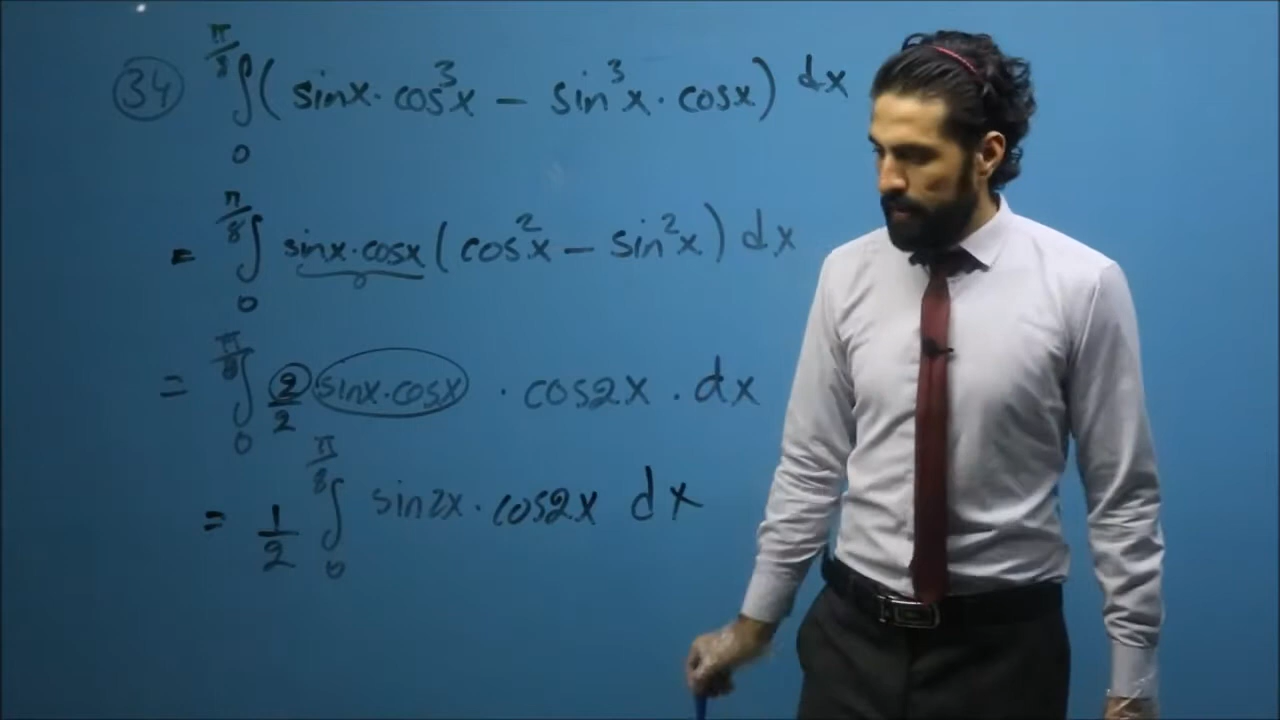 34 ∫₀^{π/8} (sinx·cos³x − sin³x·cosx) dx
= ∫₀^{π/8} sinx·cosx (cos²x − sin²x) dx
= ∫₀^{π/8} 2/2 sinx·cosx · cos2x · dx
= 1/2 ∫₀^{π/8} sin2x · cos2x dx